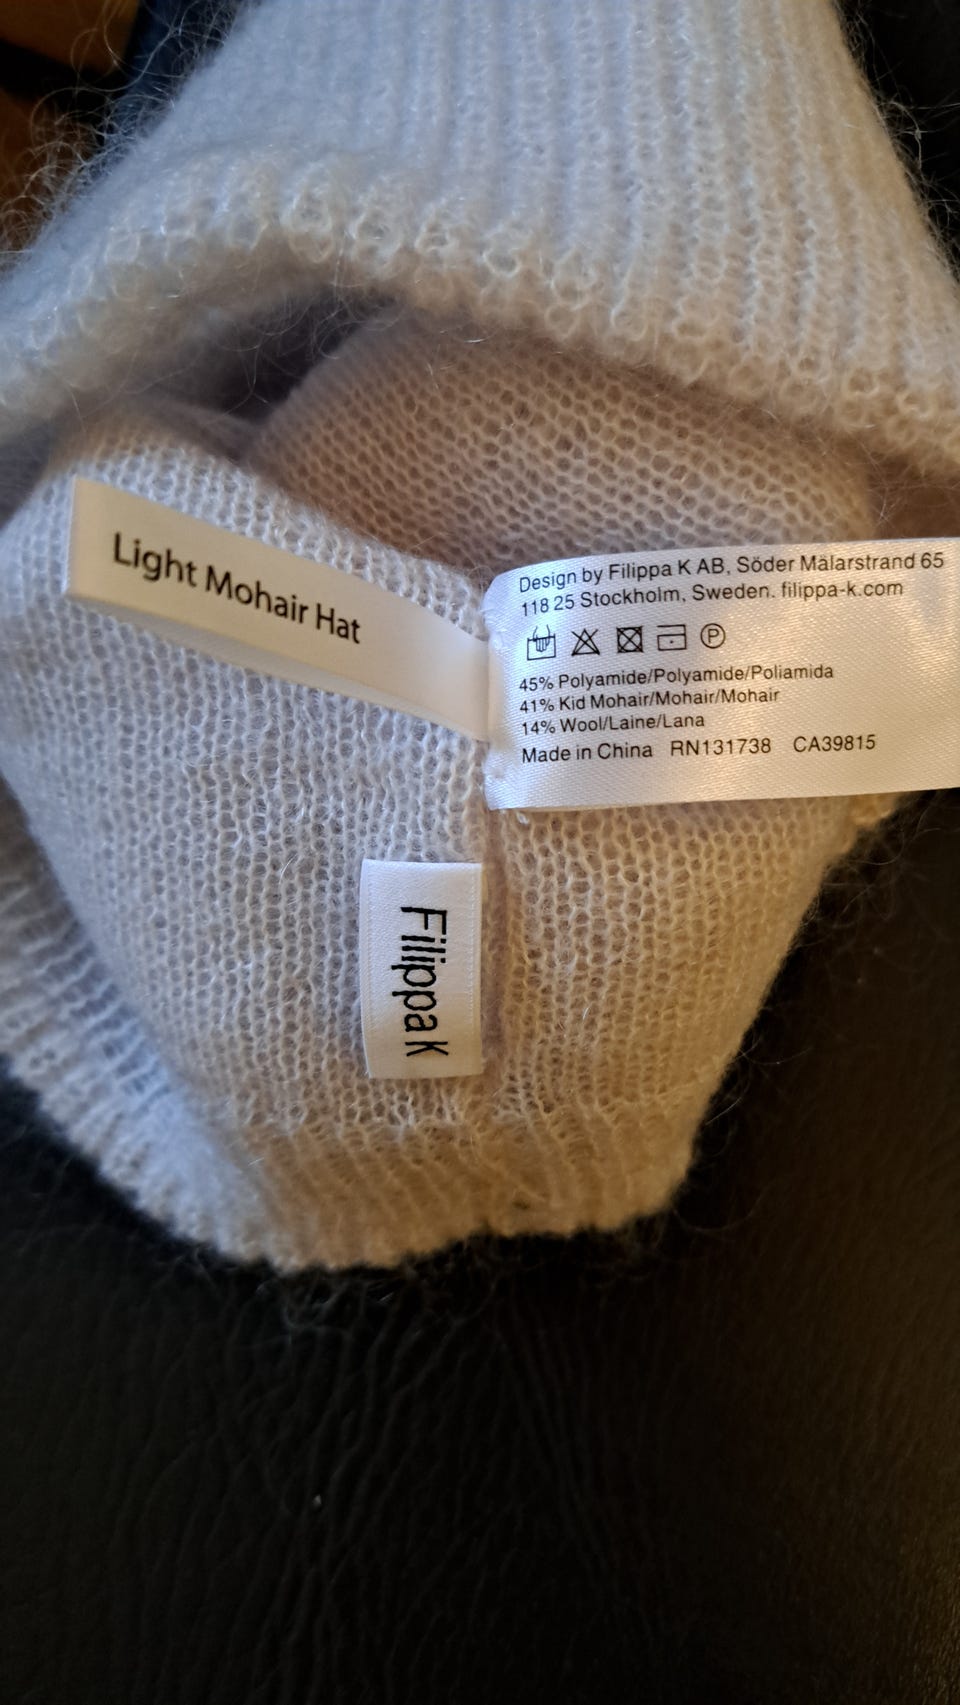 Light Mohair Hat
Design by Filippa K AB, Söder Mälarstrand 65
118 25 Stockholm, Sweden. filippa-k.com
P
45% Polyamide/Polyamide/Poliamida
41% Kid Mohair/Mohair/Mohair
14% Wool/Laine/Lana
Made in China RN131738 CA39815
Filippa K